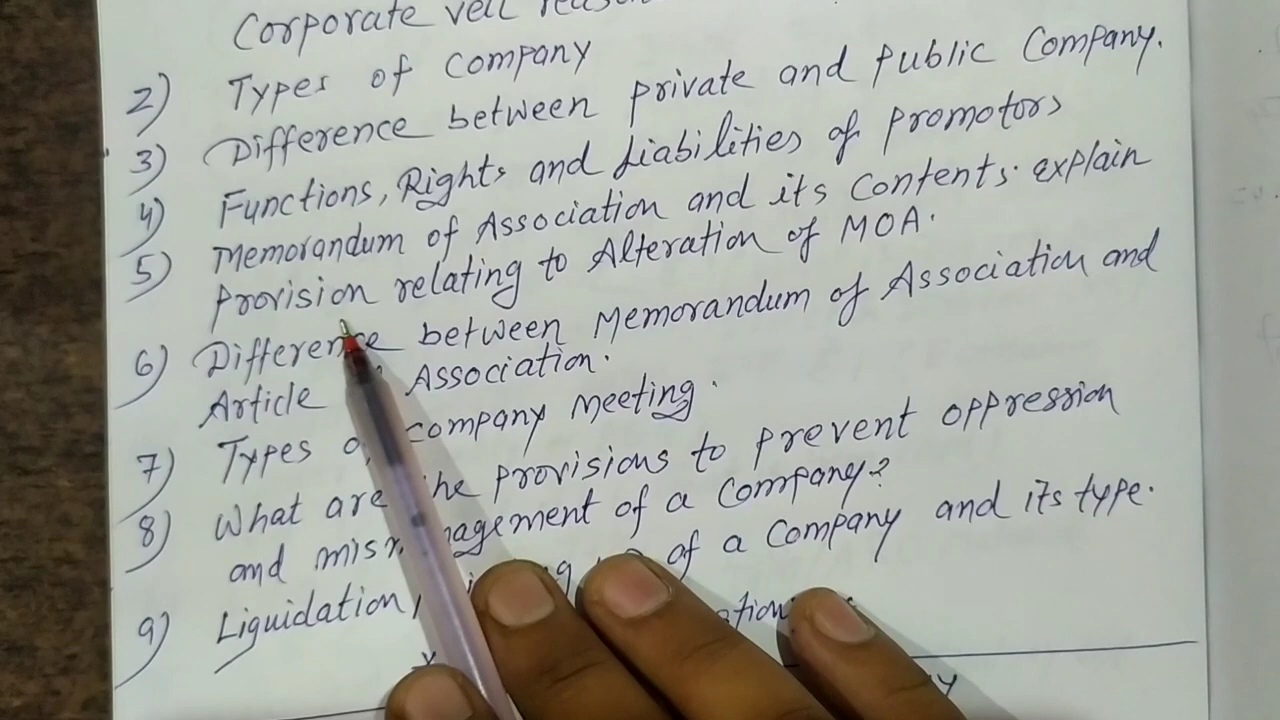 Corporate veil
2) Types of Company
3) Difference between private and public Company.
4) Functions, Rights and Liabilities of promotors
5) Memorandum of Association and its Contents. explain
provision relating to Alteration of MOA.
6) Difference between Memorandum of Association and
Article Association.
7) Types Company Meeting.
8) What are the provisions to prevent oppression
and management of a Company?
9) Liquidation, of a Company and its type.